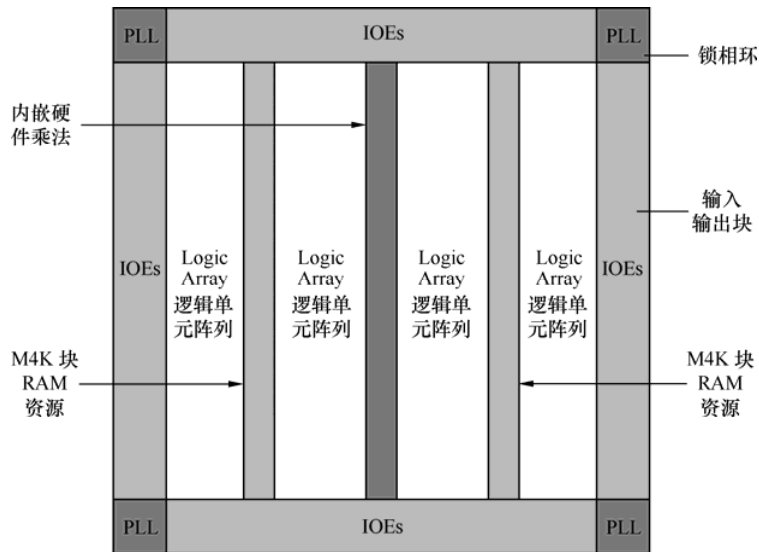 PLL
IOEs
PLL
锁相环
内嵌硬
件乘法
输入
输出块
IOEs
Logic
Array
逻辑单
元阵列
Logic
Array
逻辑单
元阵列
Logic
Array
逻辑单
元阵列
Logic
Array
逻辑单
元阵列
IOEs
M4K 块
RAM
资源
M4K 块
RAM
资源
PLL
IOEs
PLL